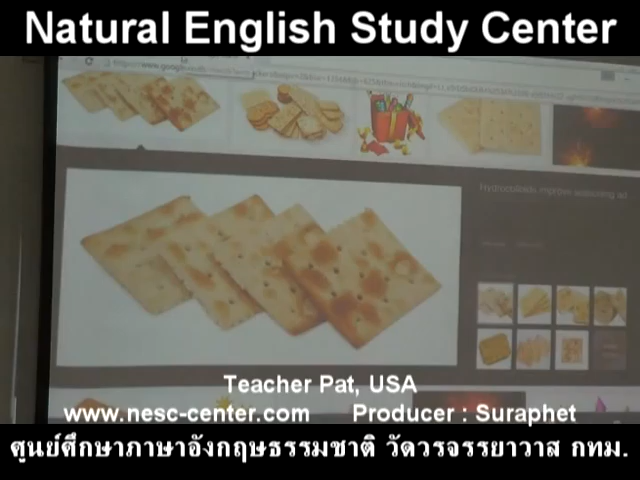 Natural English Study Center
Hydrocolloids improve
Teacher Pat, USA
www.nesc-center.com Producer : Suraphet
ศูนย์ศึกษาภาษาอังกฤษธรรมชาติ วัดวรจรรยาวาส กทม.